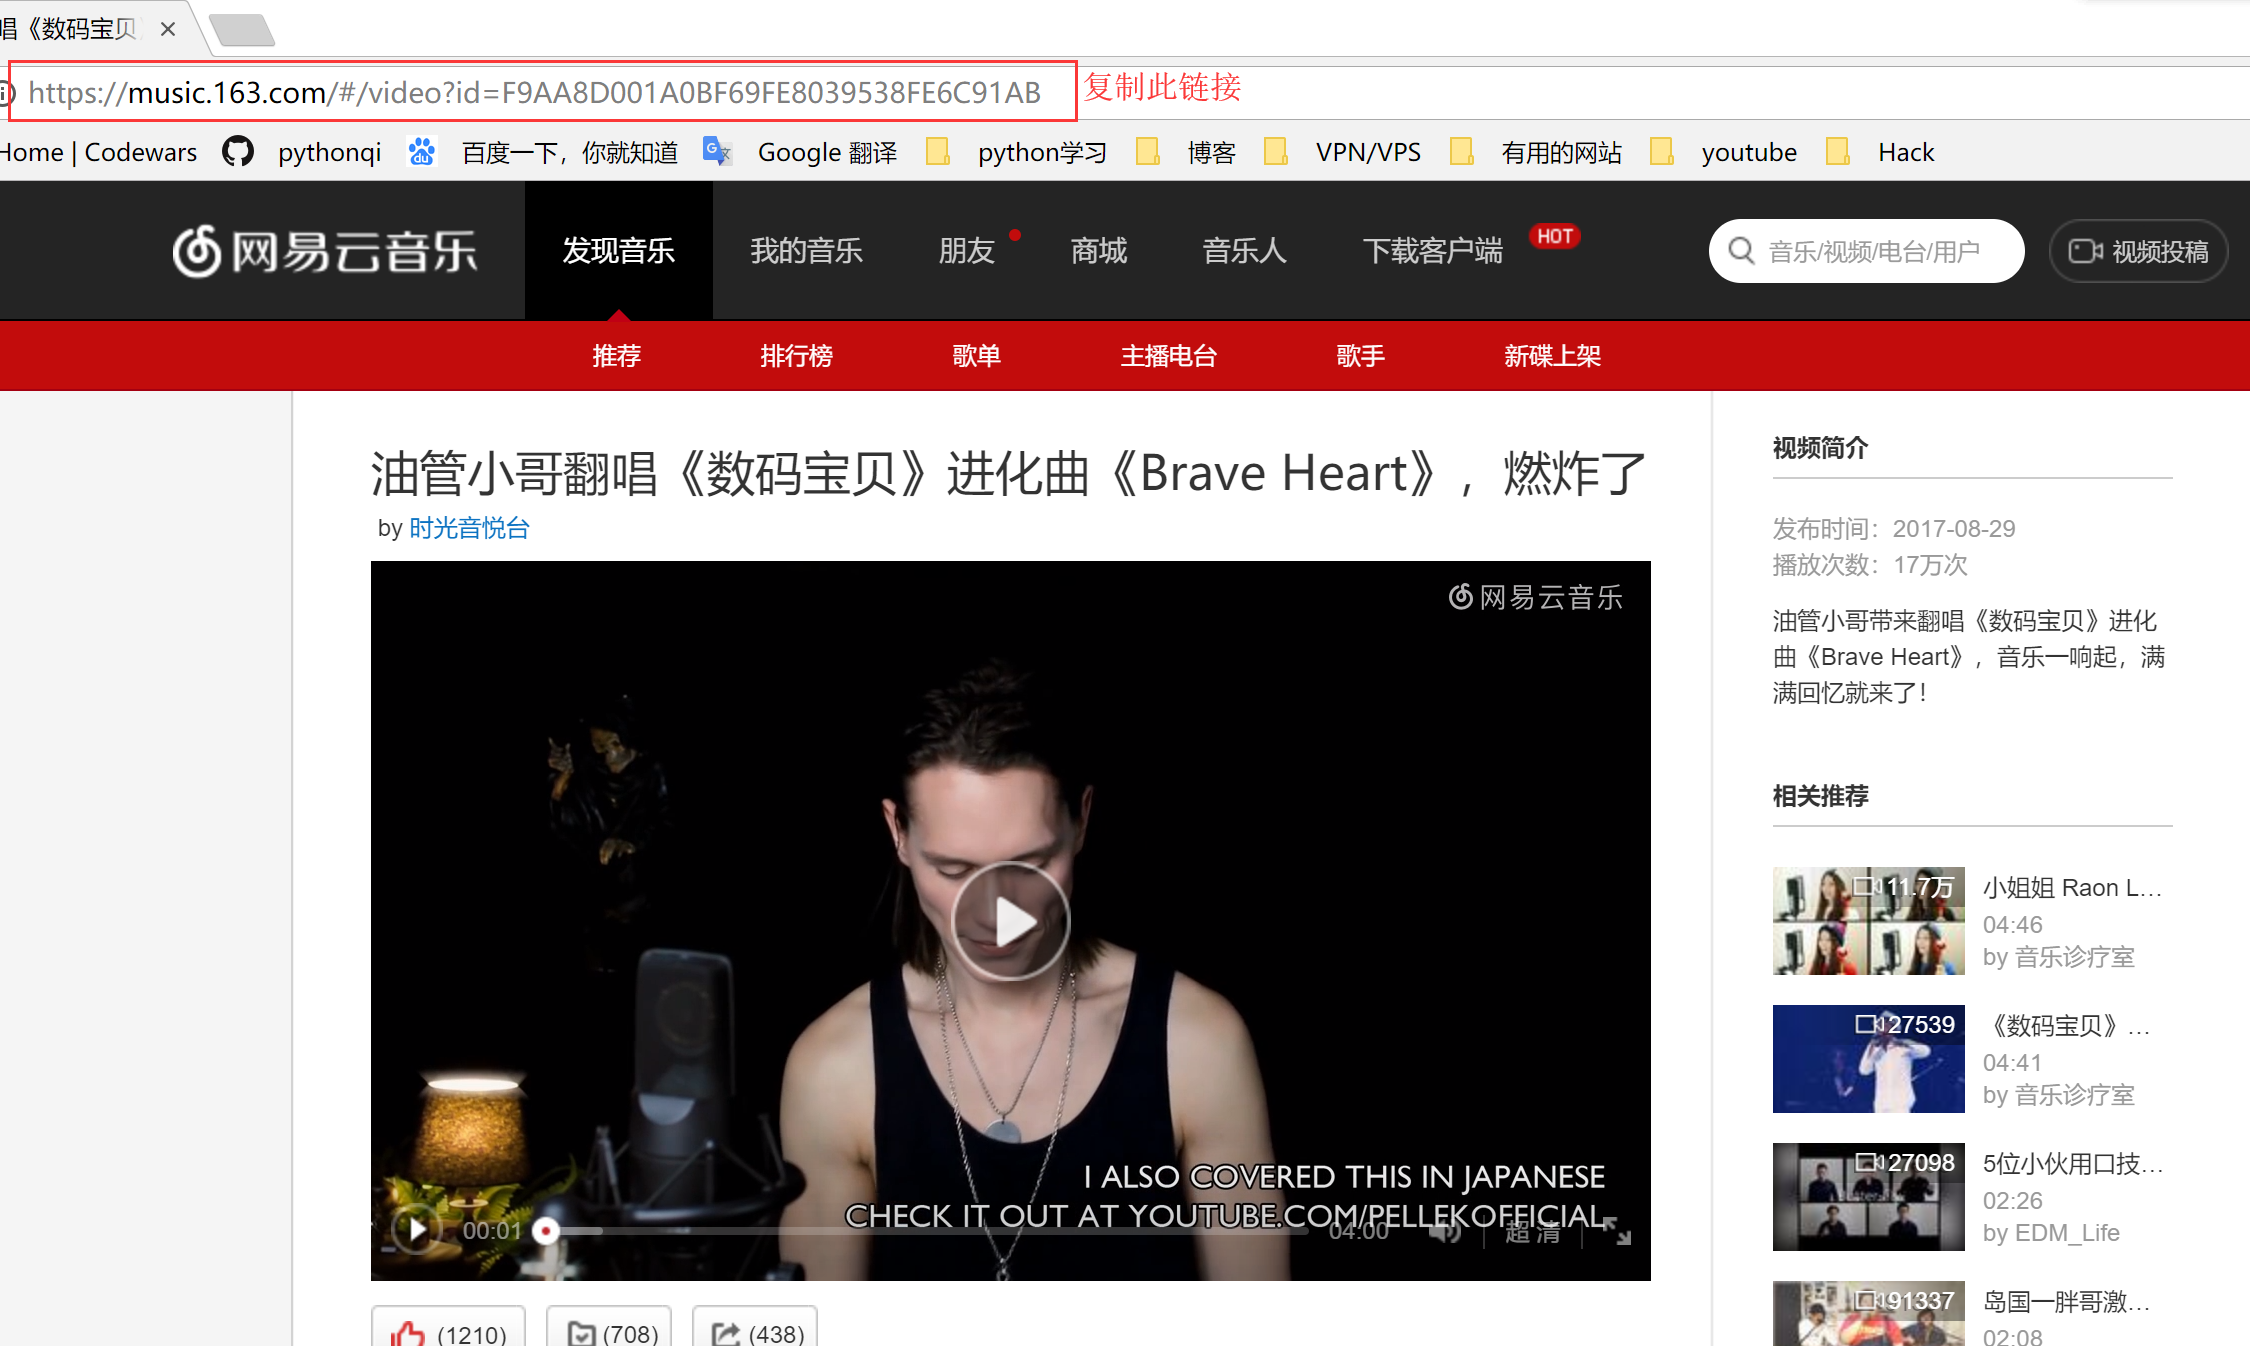 唱《数码宝贝
https://music.163.com/#/video?id=F9AA8D001A0BF69FE8039538FE6C91AB 复制此链接
Home | Codewars pythonqi 百度一下，你就知道 Google 翻译 python学习 博客 VPN/VPS 有用的网站 youtube Hack
网易云音乐 发现音乐 我的音乐 朋友 商城 音乐人 下载客户端 HOT 音乐/视频/电台/用户 视频投稿
推荐 排行榜 歌单 主播电台 歌手 新碟上架
油管小哥翻唱《数码宝贝》进化曲《Brave Heart》，燃炸了
by 时光音悦台
网易云音乐
I ALSO COVERED THIS IN JAPANESE
CHECK IT OUT AT YOUTUBE.COM/PELLEKOFFICIAL
00:01 04:00 超清
(1210) (708) (438)
视频简介
发布时间：2017-08-29
播放次数：17万次
油管小哥带来翻唱《数码宝贝》进化
曲《Brave Heart》，音乐一响起，满
满回忆就来了！
相关推荐
11.7万 小姐姐 Raon L...
04:46
by 音乐诊疗室
27539 《数码宝贝》...
04:41
by 音乐诊疗室
27098 5位小伙用口技...
02:26
by EDM_Life
91337 岛国一胖哥激...
02:08